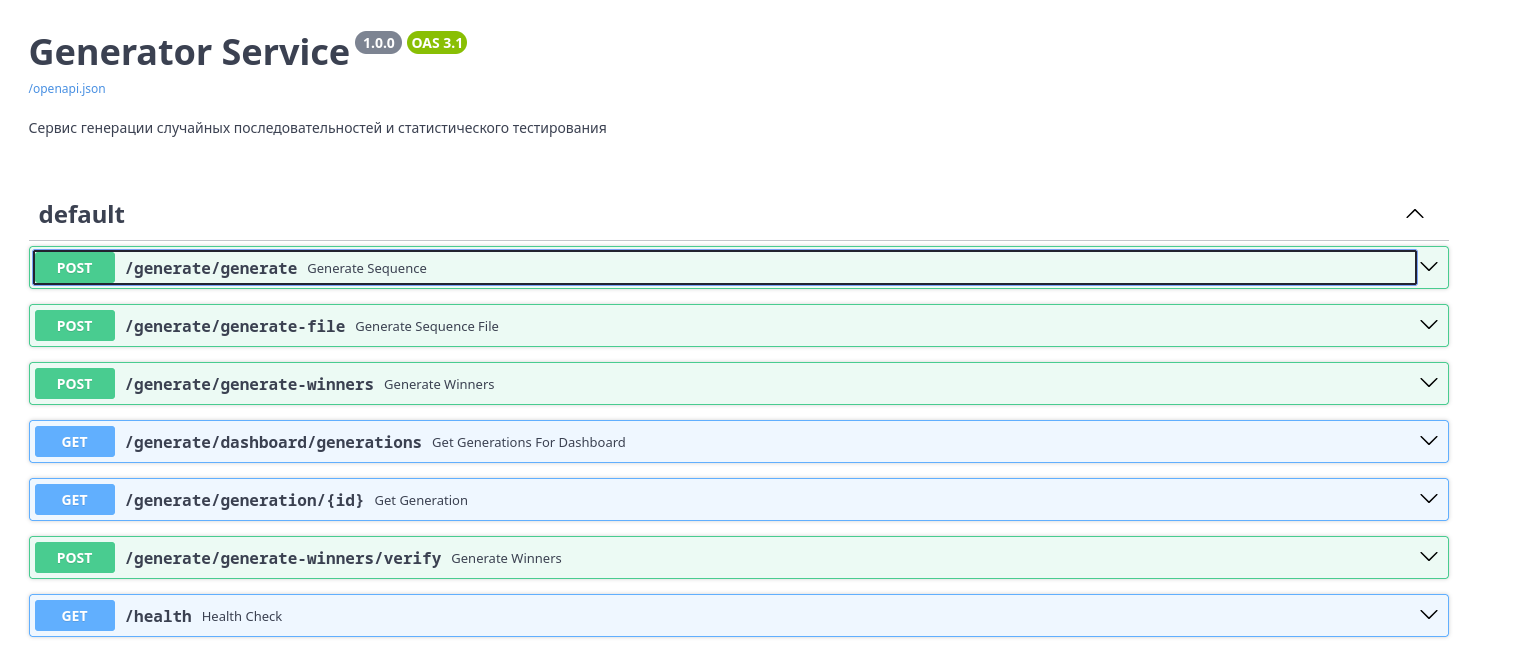 Generator Service 1.0.0 OAS 3.1
/openapi.json
Сервис генерации случайных последовательностей и статистического тестирования
default
POST /generate/generate Generate Sequence
POST /generate/generate-file Generate Sequence File
POST /generate/generate-winners Generate Winners
GET /generate/dashboard/generations Get Generations For Dashboard
GET /generate/generation/{id} Get Generation
POST /generate/generate-winners/verify Generate Winners
GET /health Health Check